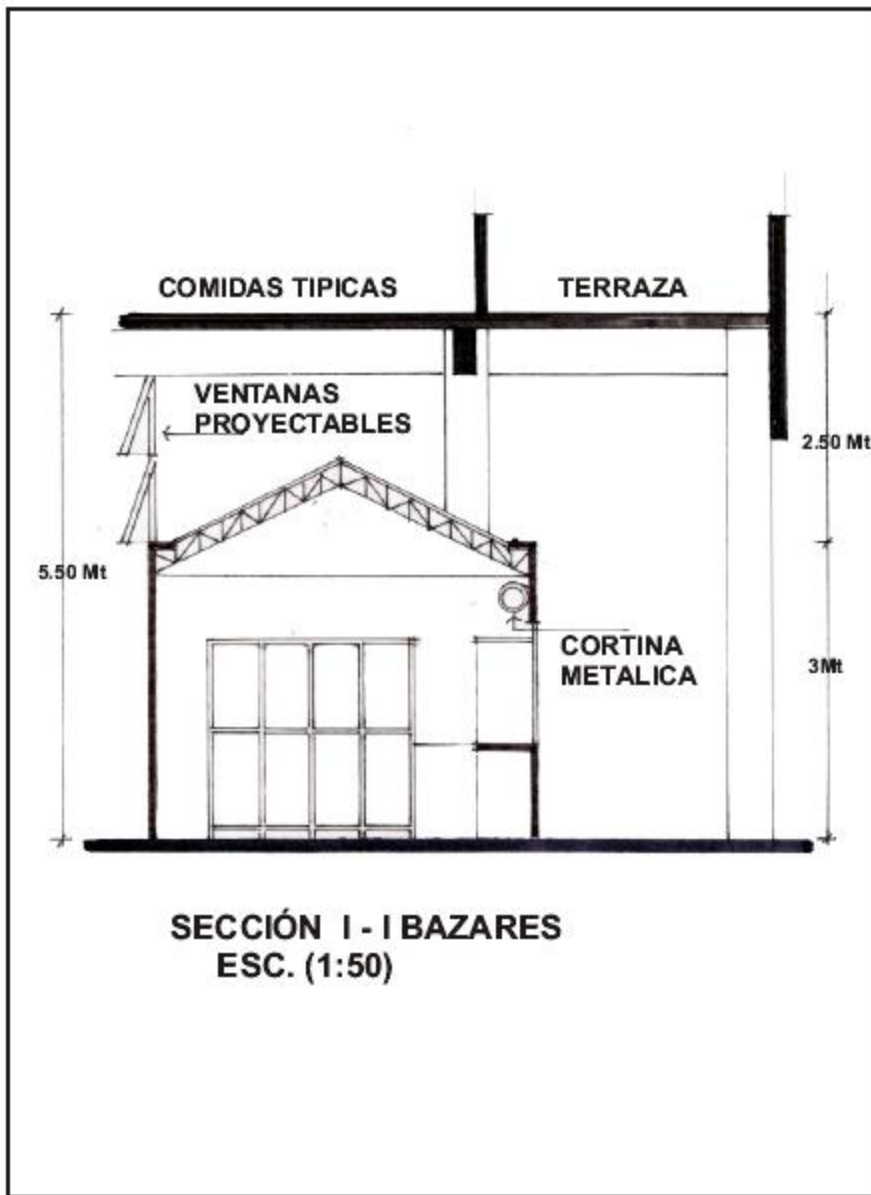 COMIDAS TIPICAS
TERRAZA
VENTANAS
PROYECTABLES
2.50 Mt
5.50 Mt
CORTINA
METALICA
3Mt
SECCIÓN I - I BAZARES
ESC. (1:50)